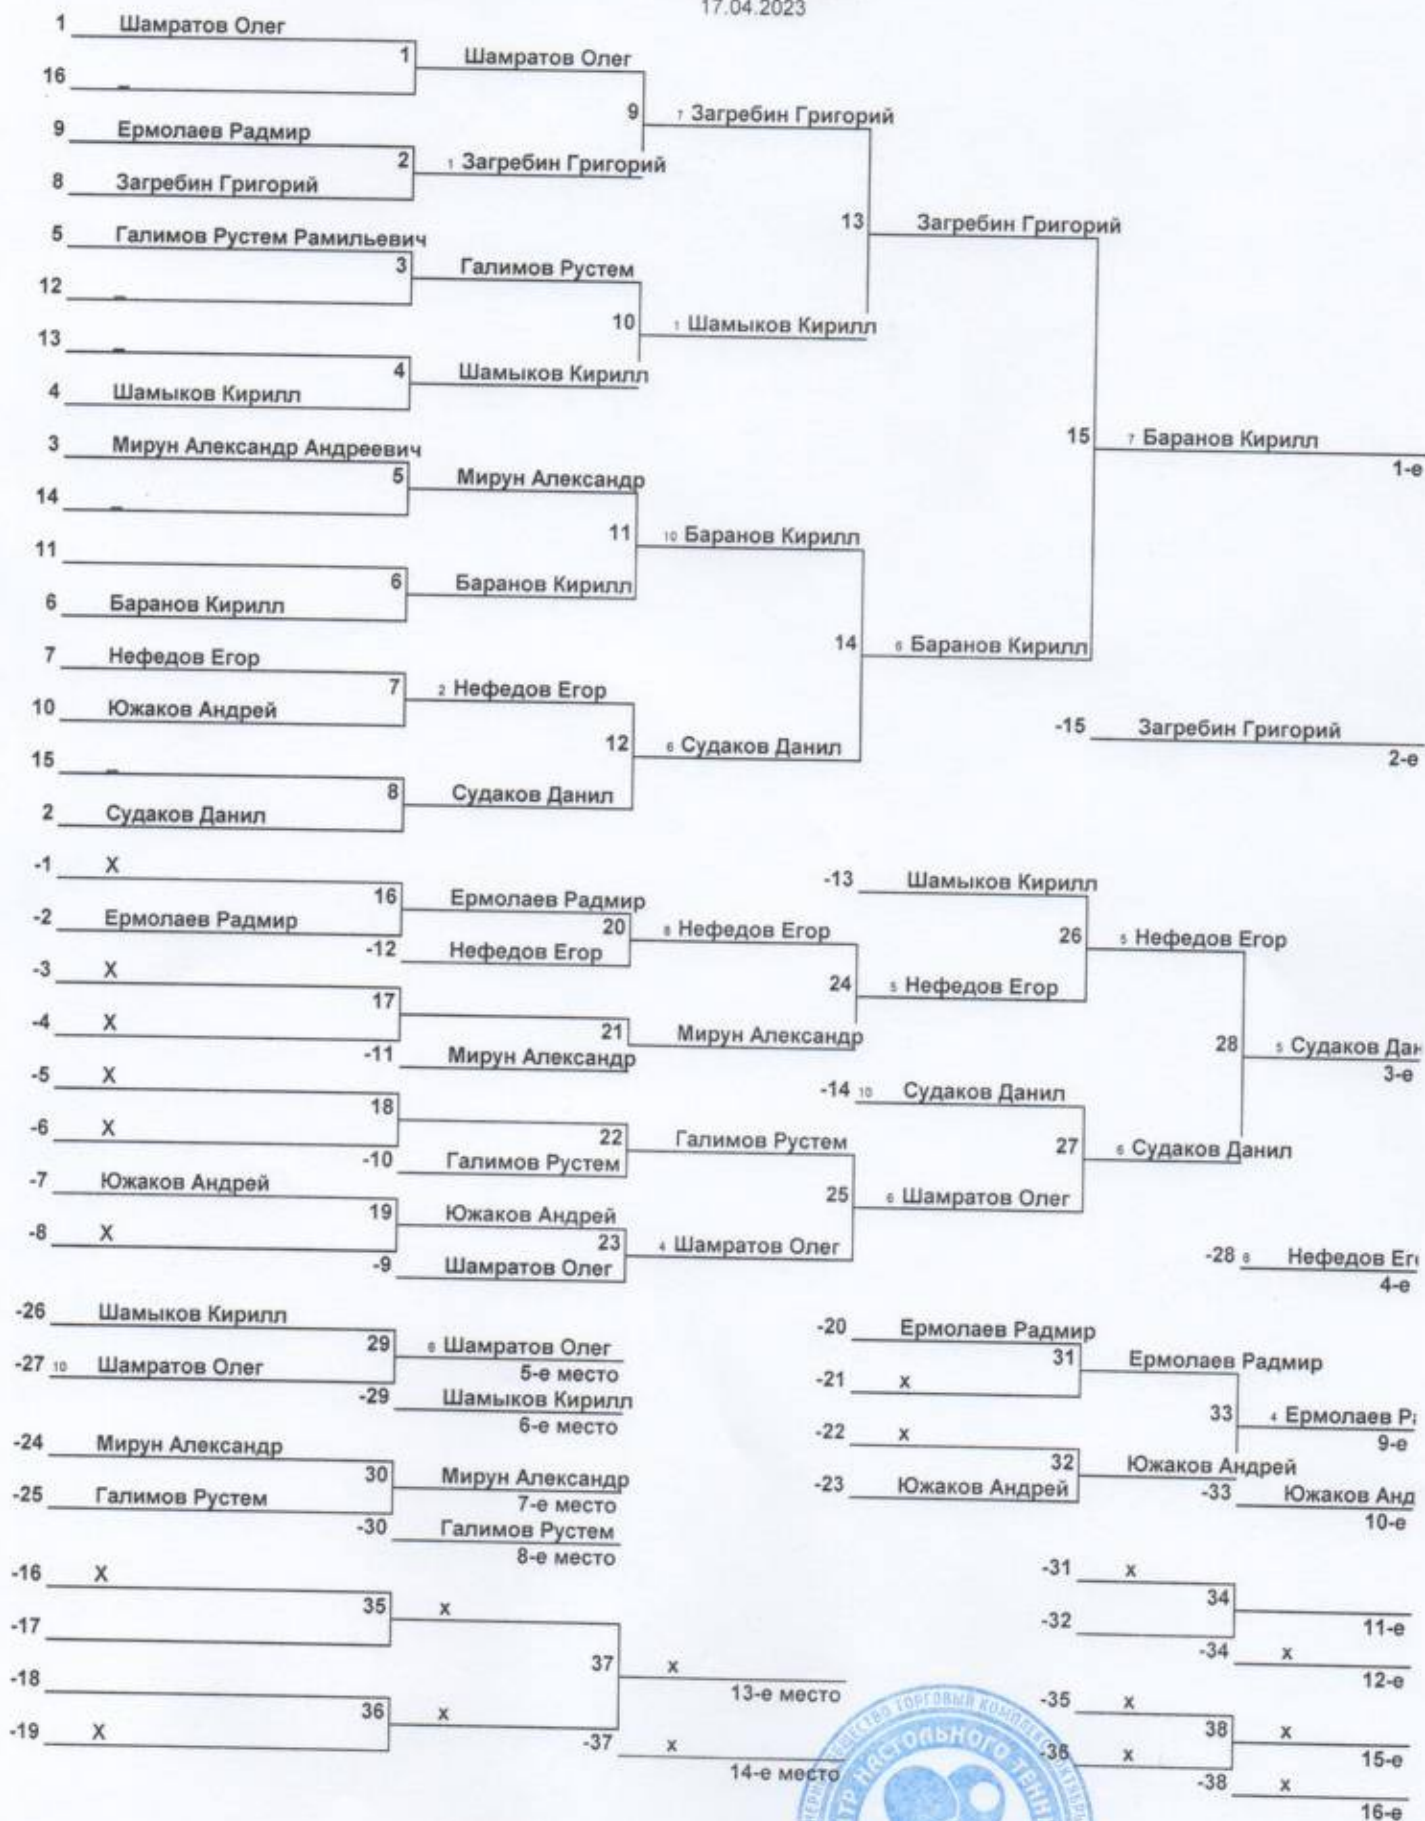 17.04.2023
1 Шамратов Олег
1 Шамратов Олег
16 _
9 7 Загребин Григорий
9 Ермолаев Радмир
2 1 Загребин Григорий
8 Загребин Григорий
13 Загребин Григорий
5 Галимов Рустем Рамильевич
3 Галимов Рустем
12 _
10 1 Шамыков Кирилл
13 _
4 Шамыков Кирилл
4 Шамыков Кирилл
15 7 Баранов Кирилл
1-е
3 Мирун Александр Андреевич
5 Мирун Александр
14 _
11 10 Баранов Кирилл
11
6 Баранов Кирилл
6 Баранов Кирилл
14 6 Баранов Кирилл
7 Нефедов Егор
7 2 Нефедов Егор
10 Южаков Андрей
-15 Загребин Григорий
2-е
12 6 Судаков Данил
15 _
8 Судаков Данил
2 Судаков Данил
-1 X
16 Ермолаев Радмир
-2 Ермолаев Радмир
20 8 Нефедов Егор
-12 Нефедов Егор
-13 Шамыков Кирилл
26 5 Нефедов Егор
-3 X
24 5 Нефедов Егор
17
-4 X
21 Мирун Александр
-11 Мирун Александр
28 5 Судаков Дан
3-е
-5 X
-14 10 Судаков Данил
18
-6 X
22 Галимов Рустем
-10 Галимов Рустем
27 6 Судаков Данил
-7 Южаков Андрей
25 6 Шамратов Олег
19 Южаков Андрей
-8 X
23 4 Шамратов Олег
-9 Шамратов Олег
-28 6 Нефедов Ег
4-е
-26 Шамыков Кирилл
29 6 Шамратов Олег
5-е место
-27 10 Шамратов Олег
-29 Шамыков Кирилл
6-е место
-20 Ермолаев Радмир
31 Ермолаев Радмир
-21 x
33 4 Ермолаев Р
9-е
-22 x
32 Южаков Андрей
-23 Южаков Андрей
-33 Южаков Анд
10-е
-24 Мирун Александр
30 Мирун Александр
7-е место
-25 Галимов Рустем
-30 Галимов Рустем
8-е место
-16 X
35 x
-17
37 x
13-е место
-18
36 x
-19 X
-37 x
14-е место
-31 x
34
11-е
-32
-34 x
12-е
-35 x
38 x
15-е
-36 x
-38 x
16-е